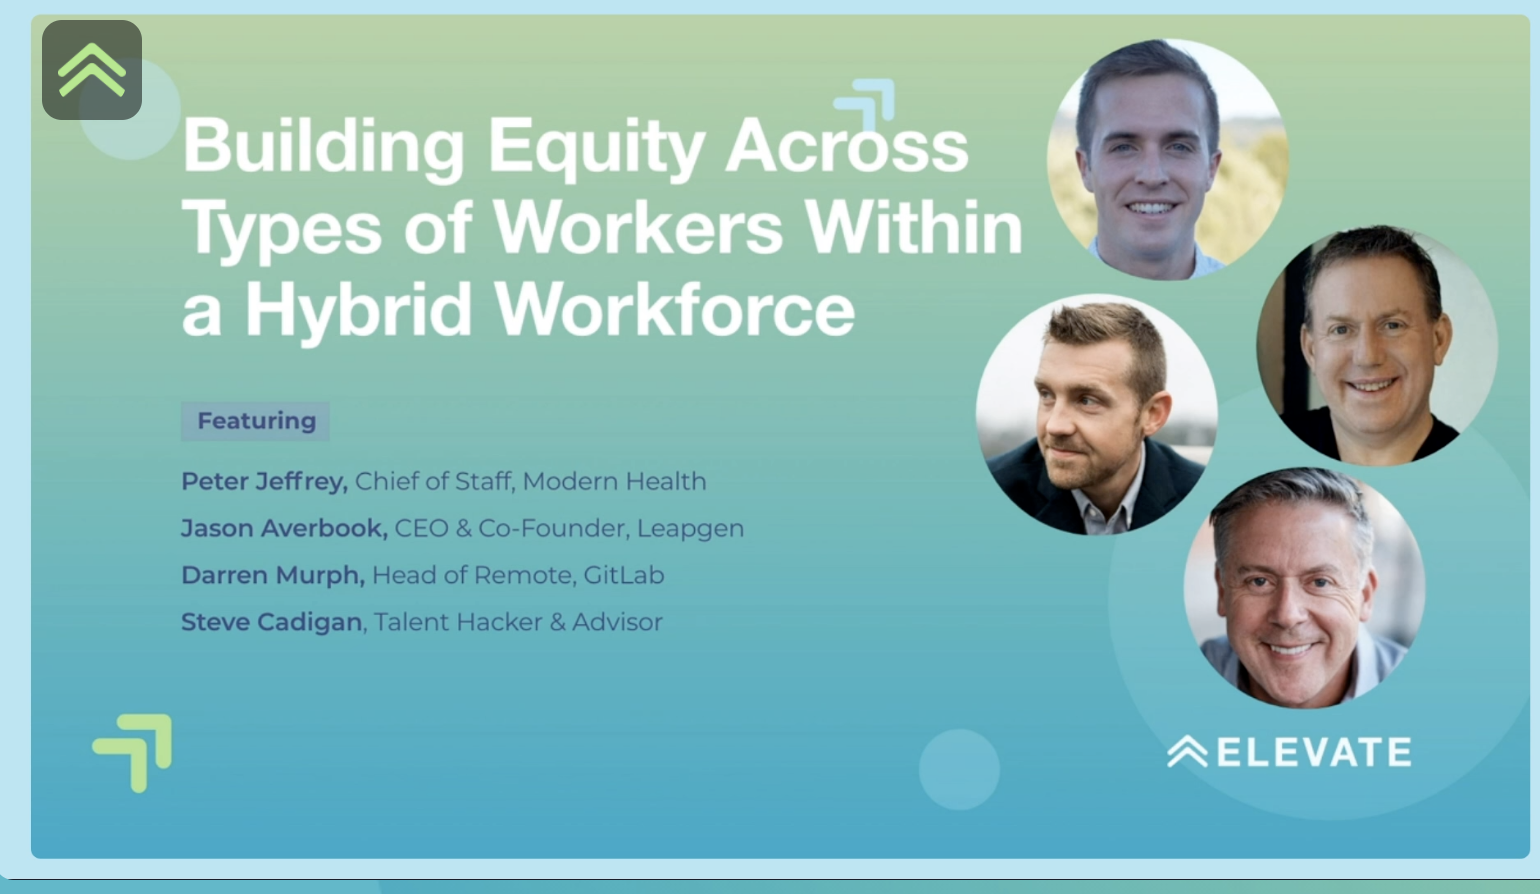 Building Equity Across
Types of Workers Within
a Hybrid Workforce
Featuring
Peter Jeffrey, Chief of Staff, Modern Health
Jason Averbook, CEO & Co-Founder, Leapgen
Darren Murph, Head of Remote, GitLab
Steve Cadigan, Talent Hacker & Advisor
ELEVATE